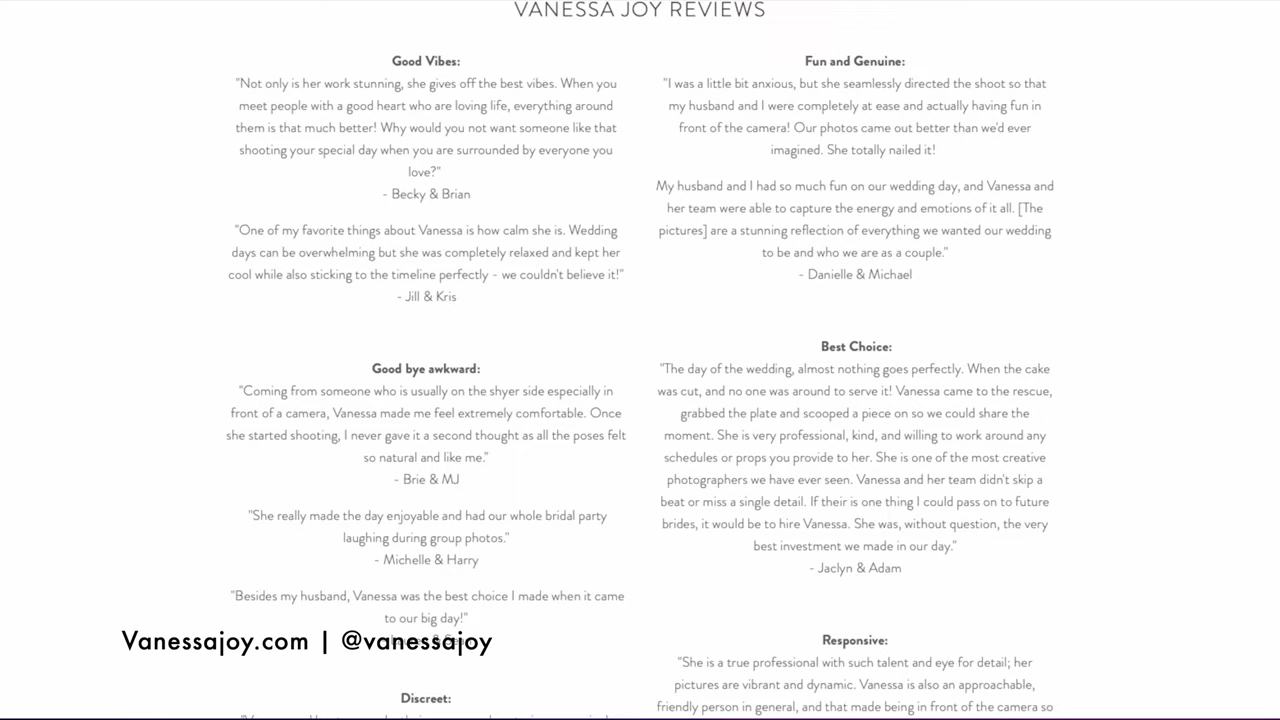 VANESSA JOY REVIEWS
Good Vibes:
"Not only is her work stunning, she gives off the best vibes. When you
meet people with a good heart who are loving life, everything around
them is that much better! Why would you not want someone like that
shooting your special day when you are surrounded by everyone you
love?"
- Becky & Brian
"One of my favorite things about Vanessa is how calm she is. Wedding
days can be overwhelming but she was completely relaxed and kept her
cool while also sticking to the timeline perfectly - we couldn't believe it!"
- Jill & Kris
Good bye awkward:
"Coming from someone who is usually on the shyer side especially in
front of a camera, Vanessa made me feel extremely comfortable. Once
she started shooting, I never gave it a second thought as all the poses felt
so natural and like me."
- Brie & MJ
"She really made the day enjoyable and had our whole bridal party
laughing during group photos."
- Michelle & Harry
"Besides my husband, Vanessa was the best choice I made when it came
to our big day!"
Vanessajoy.com | @vanessajoy
Discreet:
Fun and Genuine:
"I was a little bit anxious, but she seamlessly directed the shoot so that
my husband and I were completely at ease and actually having fun in
front of the camera! Our photos came out better than we'd ever
imagined. She totally nailed it!
My husband and I had so much fun on our wedding day, and Vanessa and
her team were able to capture the energy and emotions of it all. [The
pictures] are a stunning reflection of everything we wanted our wedding
to be and who we are as a couple."
- Danielle & Michael
Best Choice:
"The day of the wedding, almost nothing goes perfectly. When the cake
was cut, and no one was around to serve it! Vanessa came to the rescue,
grabbed the plate and scooped a piece on so we could share the
moment. She is very professional, kind, and willing to work around any
schedules or props you provide to her. She is one of the most creative
photographers we have ever seen. Vanessa and her team didn't skip a
beat or miss a single detail. If their is one thing I could pass on to future
brides, it would be to hire Vanessa. She was, without question, the very
best investment we made in our day."
- Jaclyn & Adam
Responsive:
"She is a true professional with such talent and eye for detail; her
pictures are vibrant and dynamic. Vanessa is also an approachable,
friendly person in general, and that made being in front of the camera so